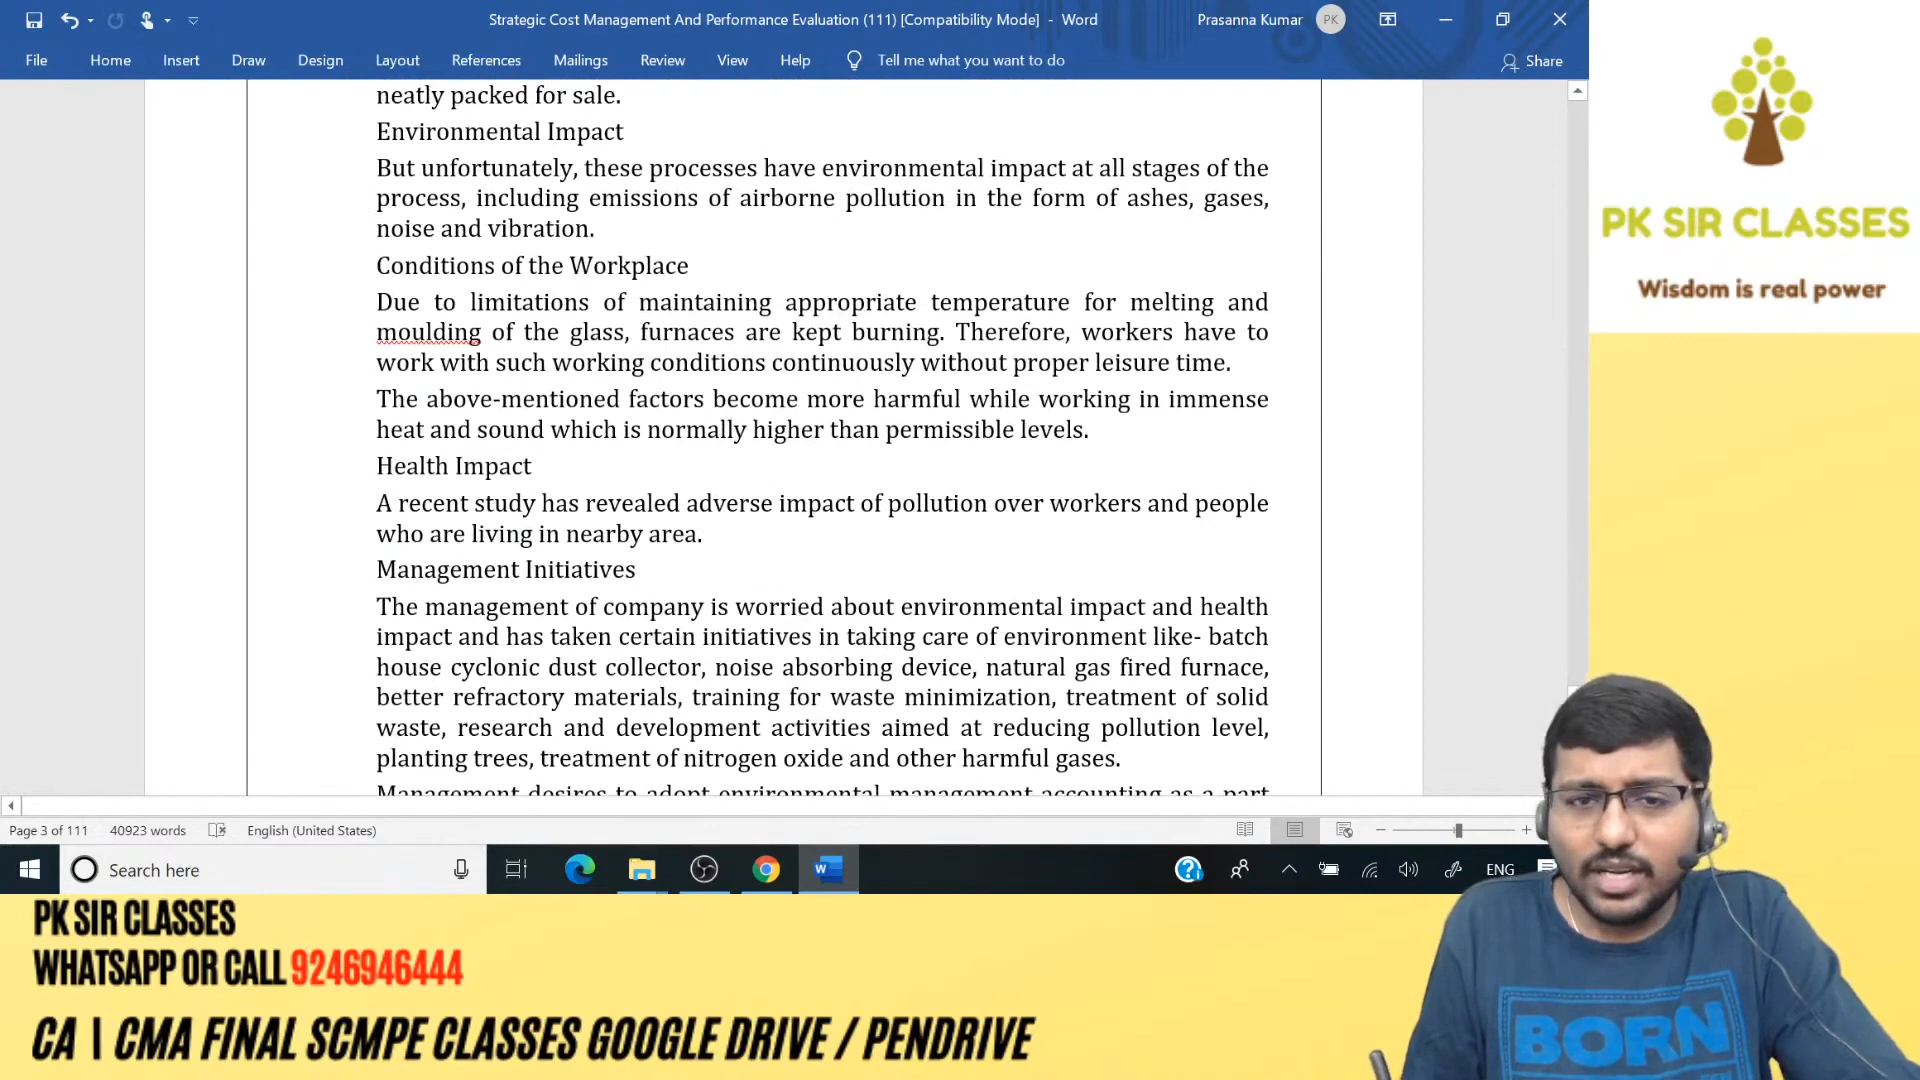 Strategic Cost Management And Performance Evaluation (111) [Compatibility Mode] - Word
Prasanna Kumar PK
File Home Insert Draw Design Layout References Mailings Review View Help Tell me what you want to do Share
neatly packed for sale.
Environmental Impact
But unfortunately, these processes have environmental impact at all stages of the
process, including emissions of airborne pollution in the form of ashes, gases,
noise and vibration.
Conditions of the Workplace
Due to limitations of maintaining appropriate temperature for melting and
moulding of the glass, furnaces are kept burning. Therefore, workers have to
work with such working conditions continuously without proper leisure time.
The above-mentioned factors become more harmful while working in immense
heat and sound which is normally higher than permissible levels.
Health Impact
A recent study has revealed adverse impact of pollution over workers and people
who are living in nearby area.
Management Initiatives
The management of company is worried about environmental impact and health
impact and has taken certain initiatives in taking care of environment like- batch
house cyclonic dust collector, noise absorbing device, natural gas fired furnace,
better refractory materials, training for waste minimization, treatment of solid
waste, research and development activities aimed at reducing pollution level,
planting trees, treatment of nitrogen oxide and other harmful gases.
Management desires to adopt environmental management accounting as a part
Page 3 of 111 40923 words English (United States)
Search here
ENG
PK SIR CLASSES
Wisdom is real power
PK SIR CLASSES
WHATSAPP OR CALL 9246946444
CA \ CMA FINAL SCMPE CLASSES GOOGLE DRIVE / PENDRIVE
BORN